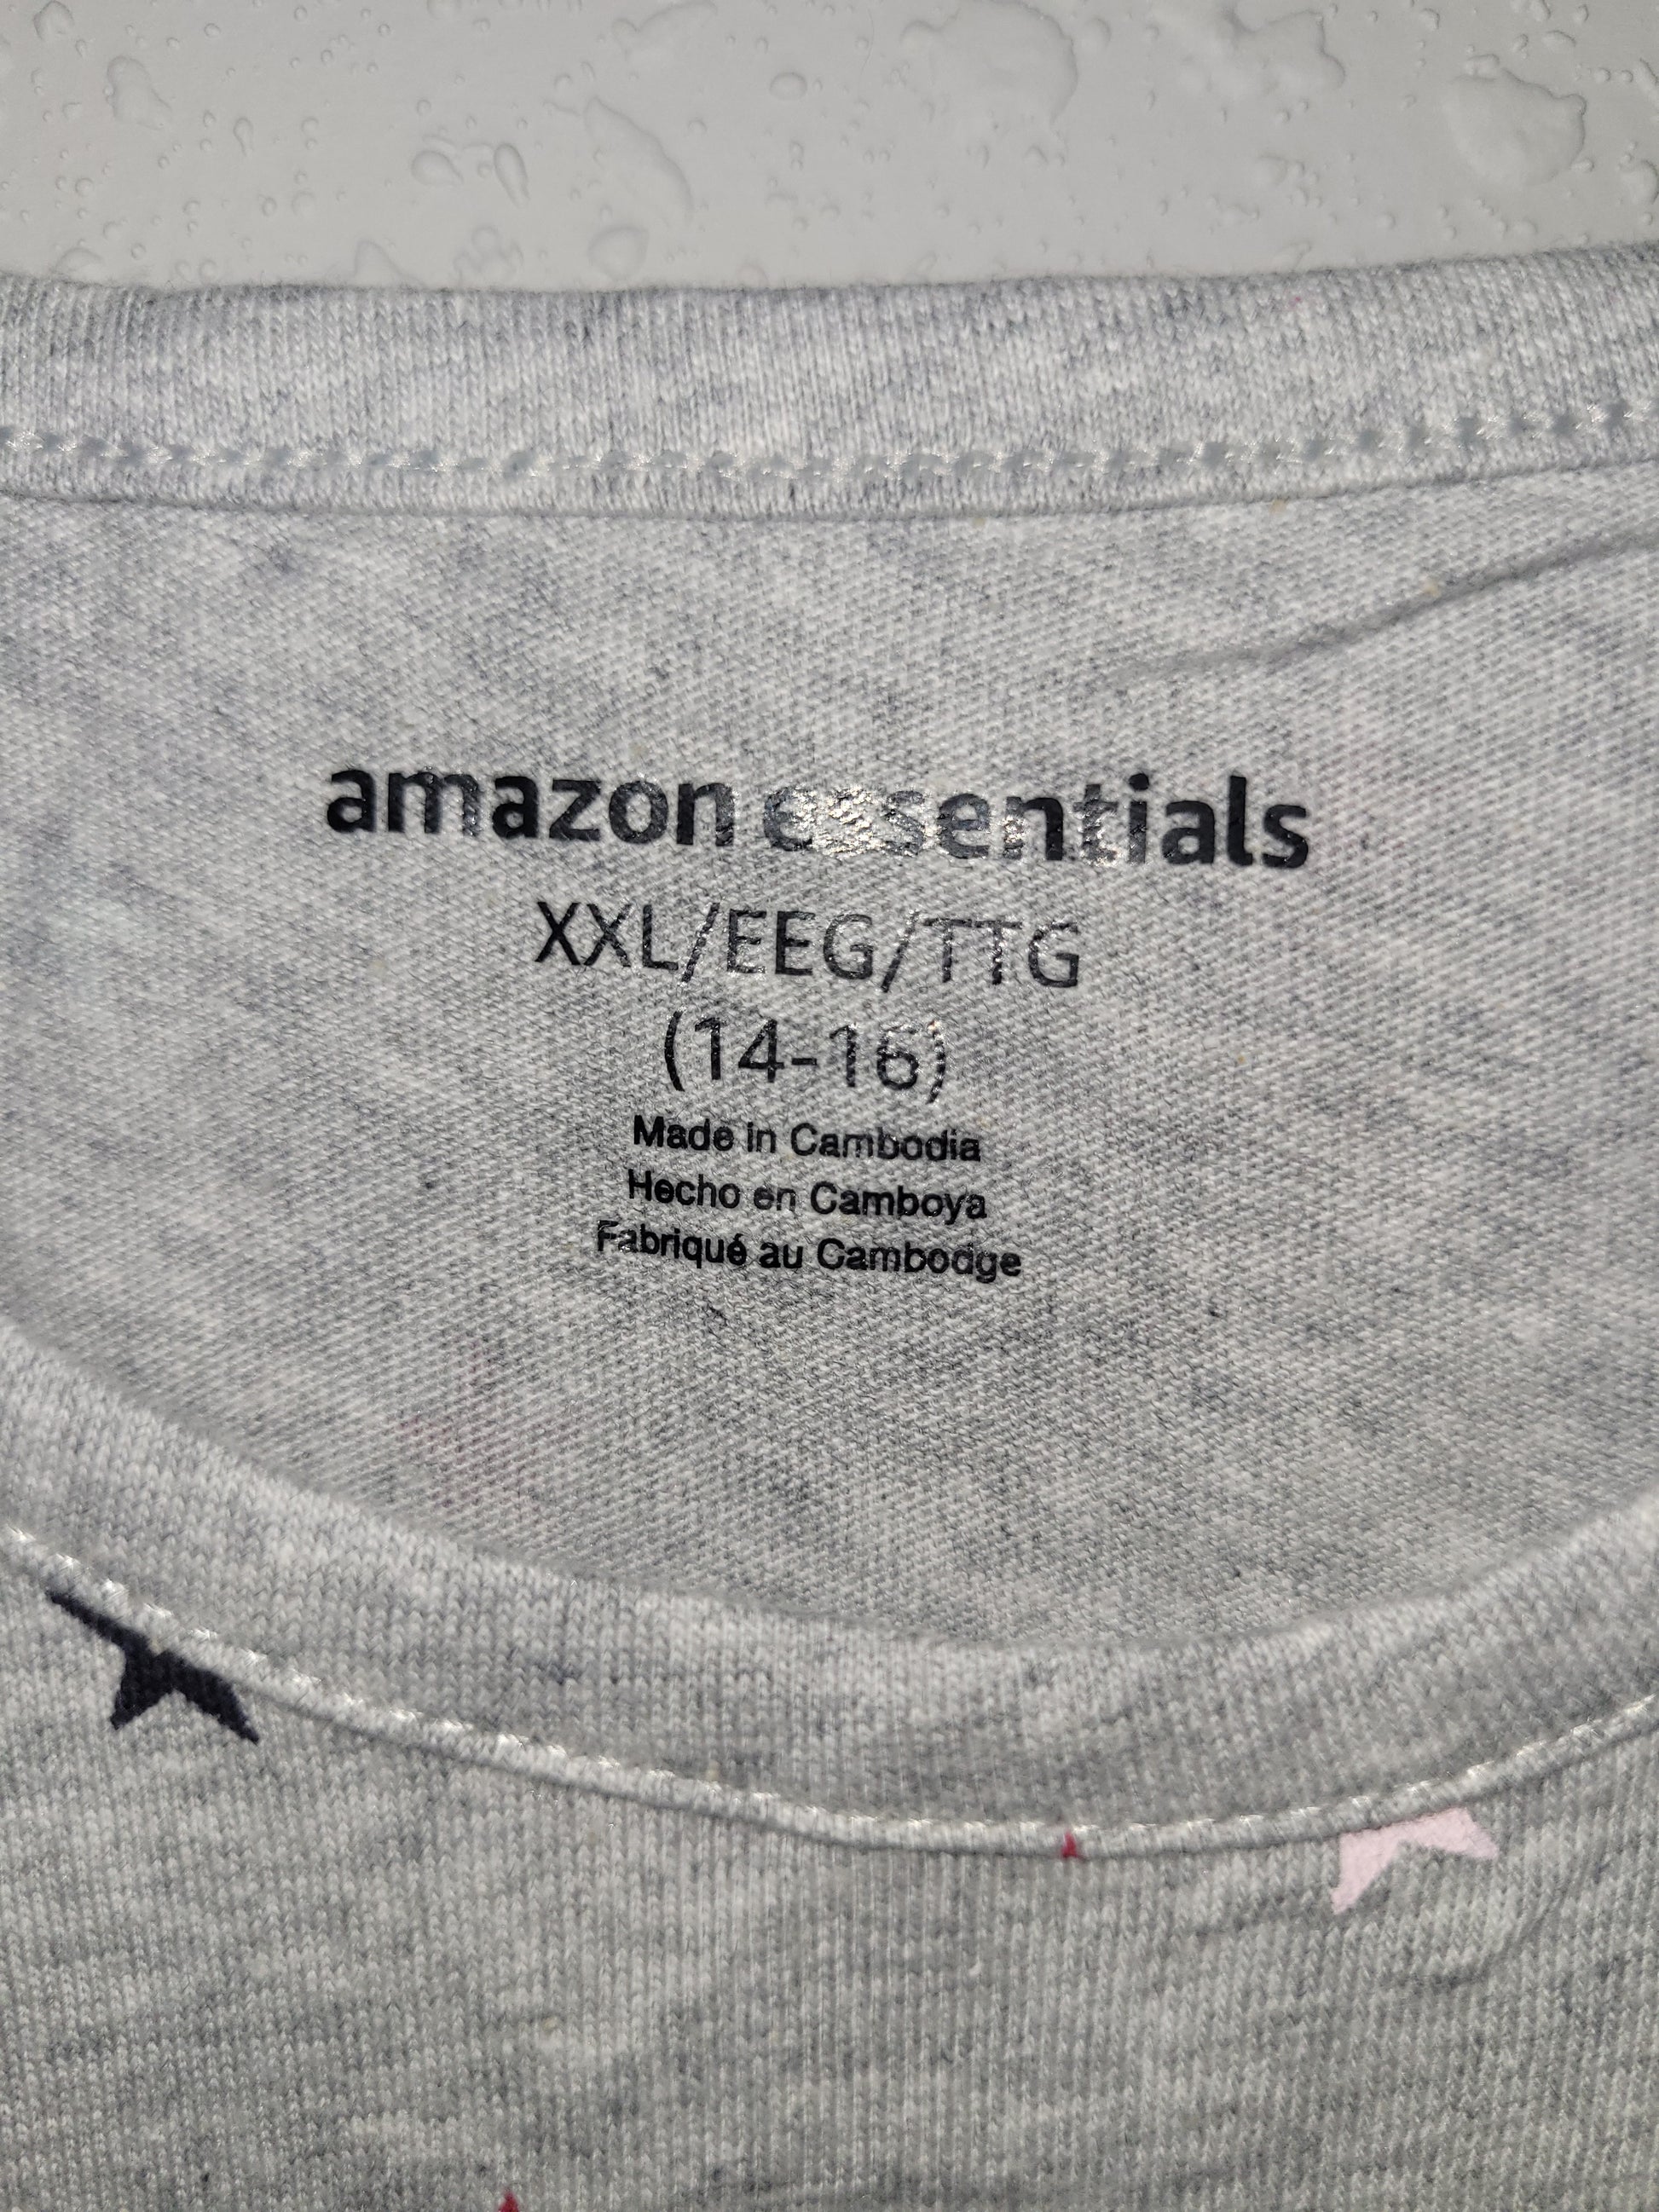 amazon essentials
XXL/EEG/TTG
(14-16)
Made in Cambodia
Hecho en Camboya
Fabriqué au Cambodge